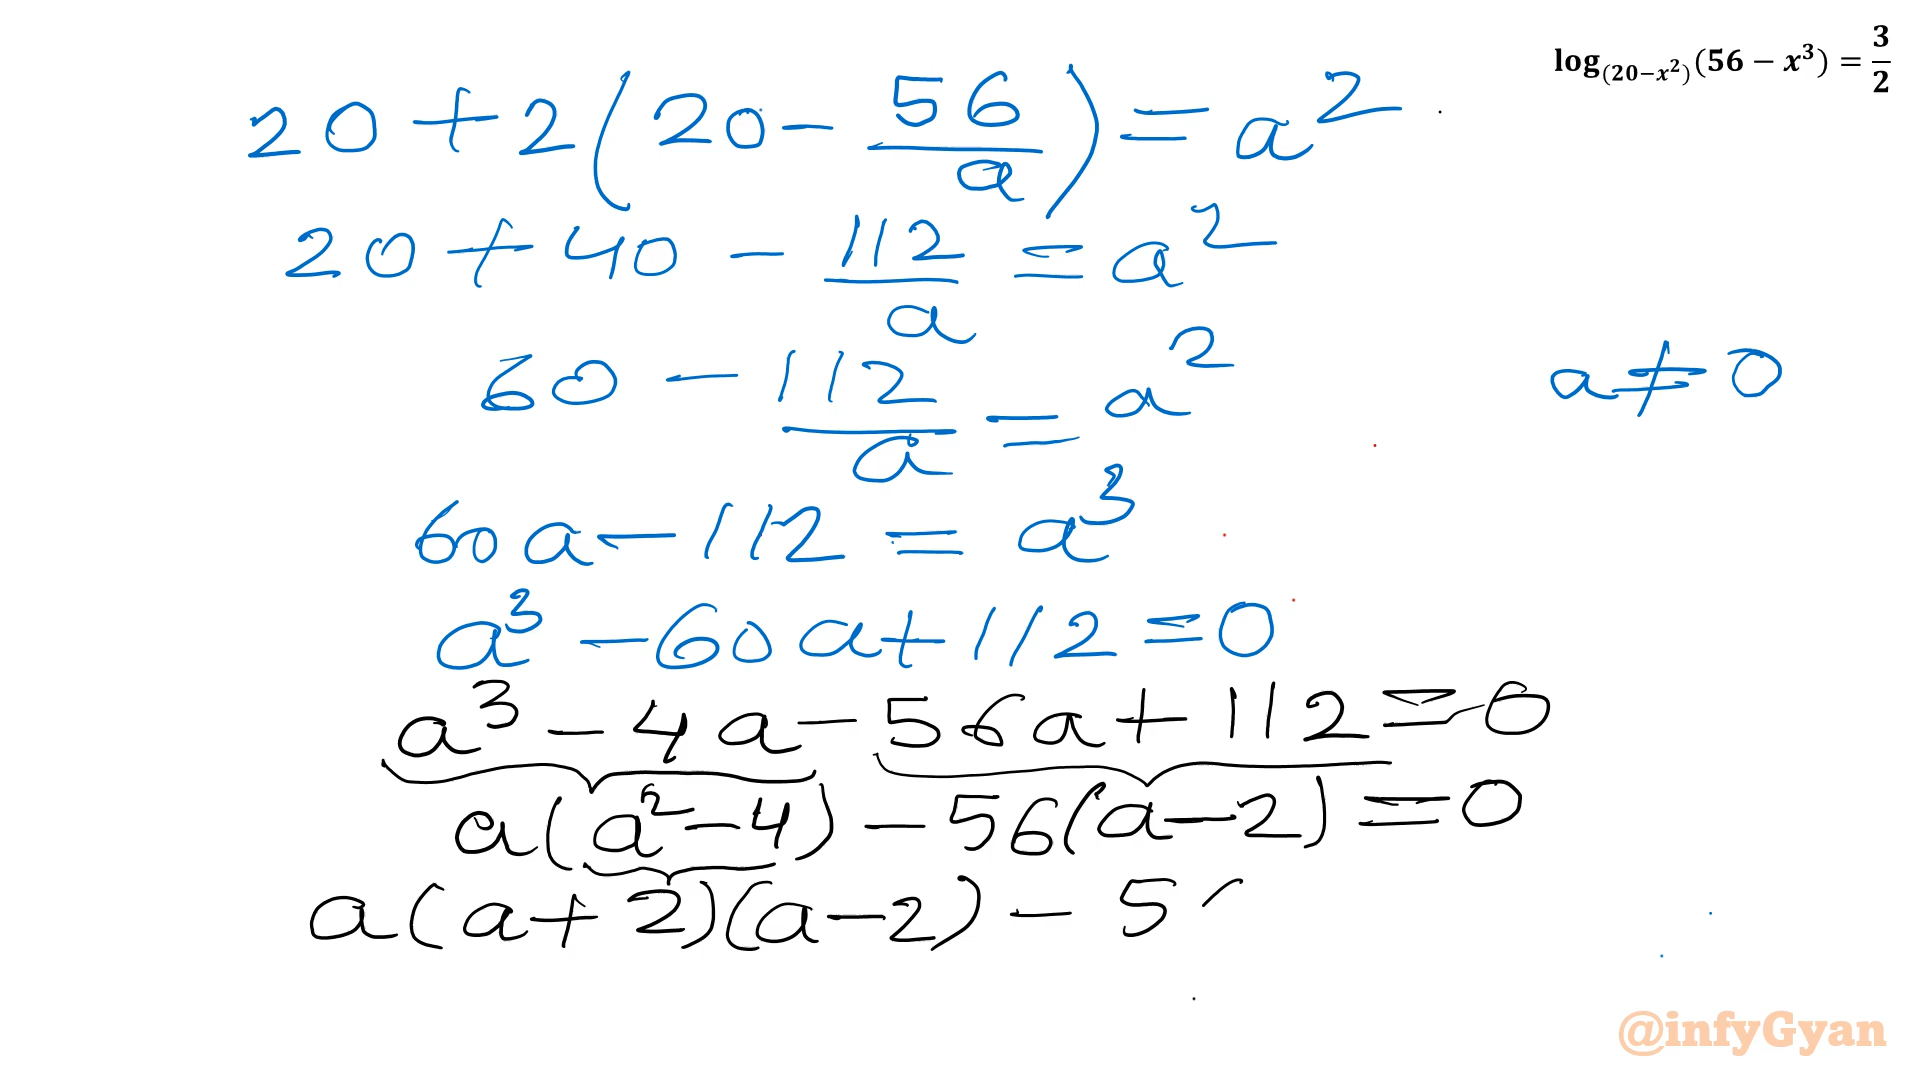 log₍₂₀₋ₓ²₎(56 − x³) = 3/2
20 + 2(20 − 56/a) = a²
20 + 40 − 112/a = a²
60 − 112/a = a²
a ≠ 0
60a − 112 = a³
a³ − 60a + 112 = 0
a³ − 4a − 56a + 112 = 0
a(a² − 4) − 56(a − 2) = 0
a(a + 2)(a − 2) − 5
@infyGyan